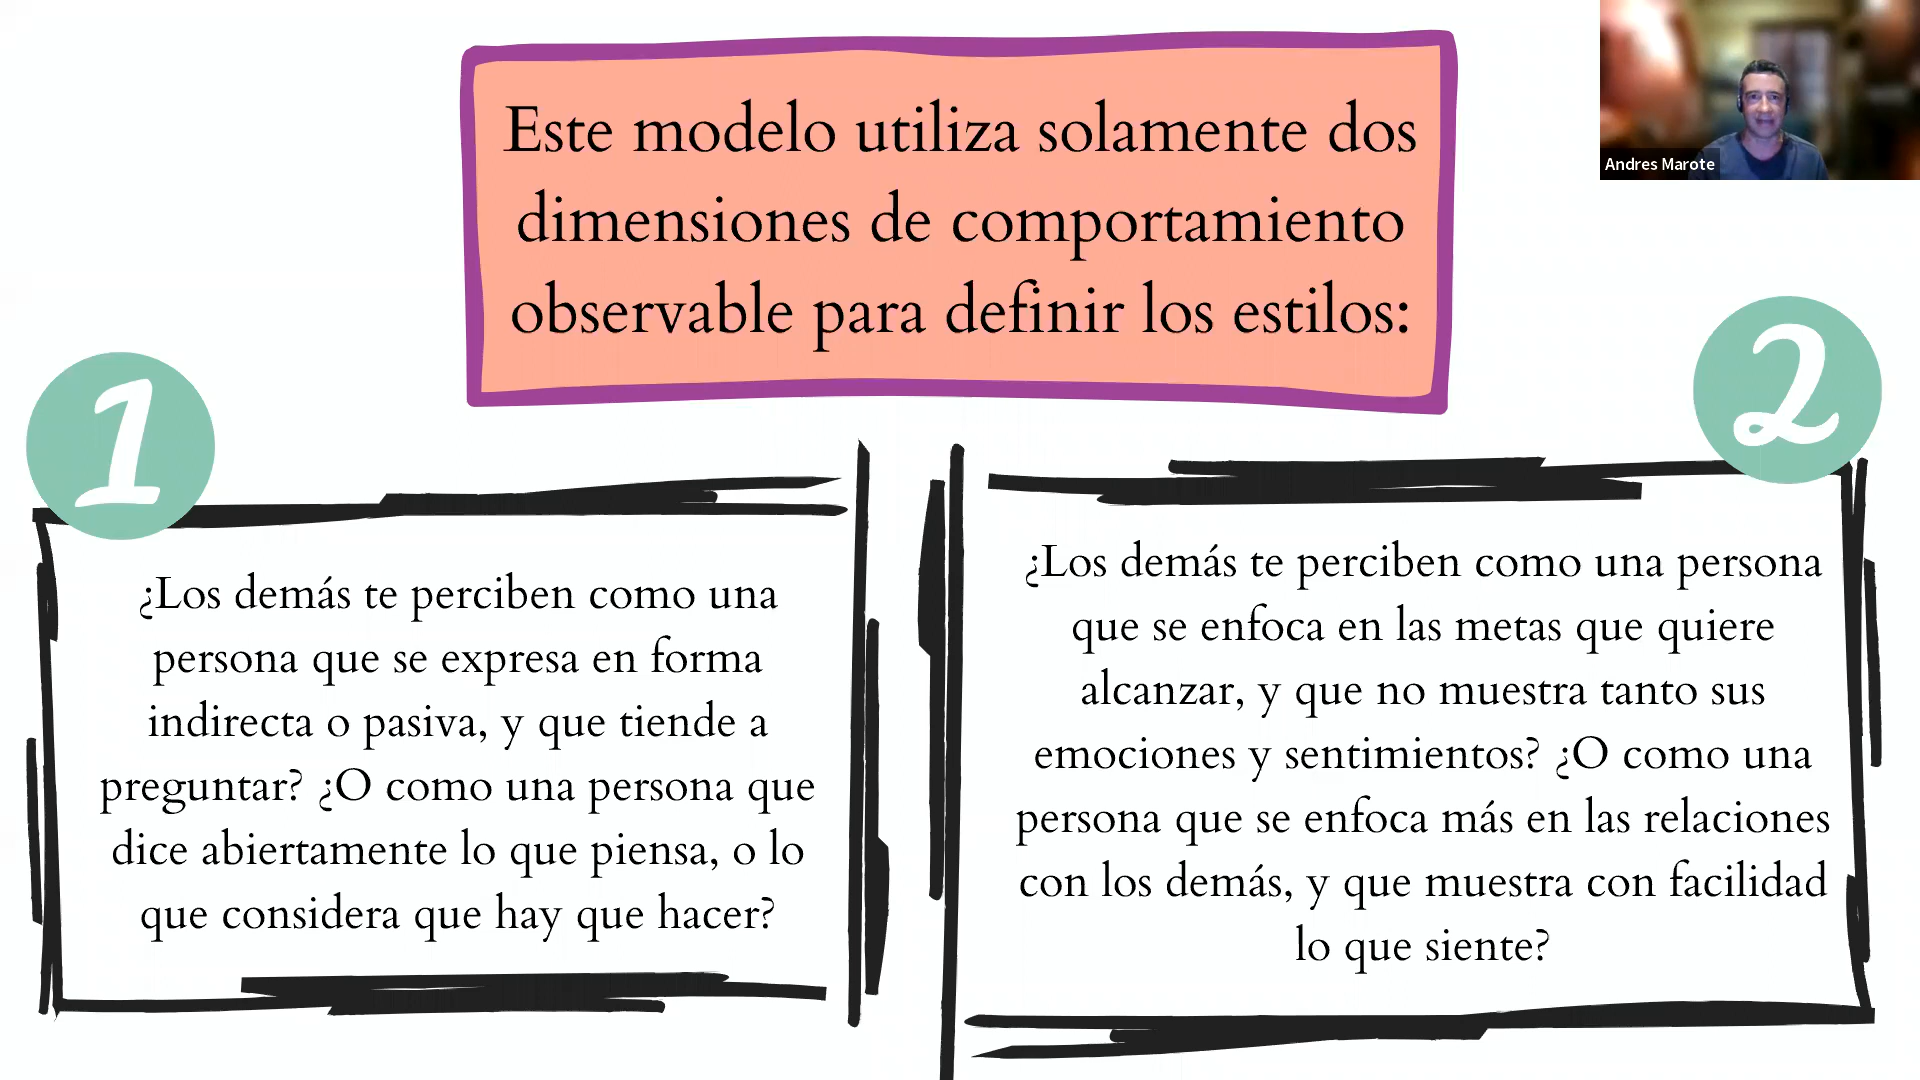 Este modelo utiliza solamente dos
dimensiones de comportamiento
observable para definir los estilos:
Andres Marote
1
¿Los demás te perciben como una
persona que se expresa en forma
indirecta o pasiva, y que tiende a
preguntar? ¿O como una persona que
dice abiertamente lo que piensa, o lo
que considera que hay que hacer?
2
¿Los demás te perciben como una persona
que se enfoca en las metas que quiere
alcanzar, y que no muestra tanto sus
emociones y sentimientos? ¿O como una
persona que se enfoca más en las relaciones
con los demás, y que muestra con facilidad
lo que siente?